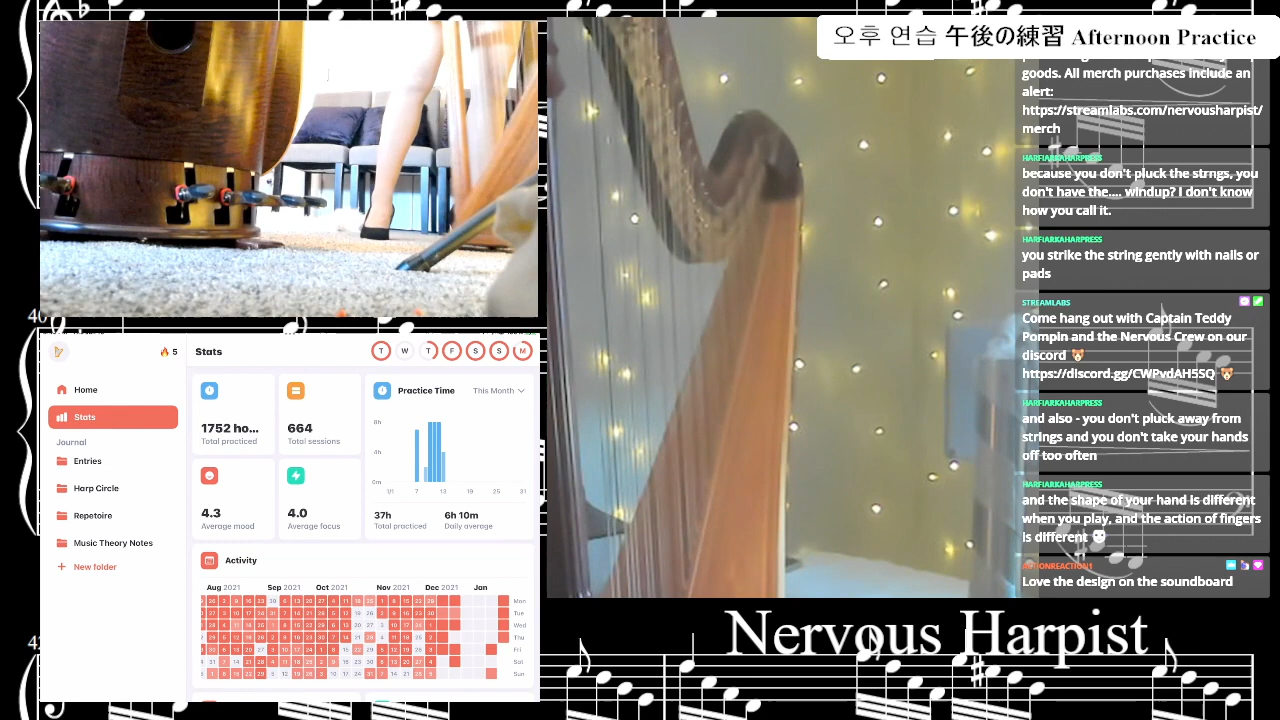 오후 연습 午後の練習 Afternoon Practice
goods. All merch purchases include an
alert:
https://streamlabs.com/nervousharpist/
merch
HARFIARKAHARPRESS
because you don't pluck the strngs, you
don't have the.... windup? I don't know
how you call it.
HARFIARKAHARPRESS
you strike the string gently with nails or
pads
STREAMLABS
Come hang out with Captain Teddy
Pompin and the Nervous Crew on our
discord 🐹
https://discord.gg/CWPvdAH5SQ 🐹
HARFIARKAHARPRESS
and also - you don't pluck away from
strings and you don't take your hands
off too often
HARFIARKAHARPRESS
and the shape of your hand is different
when you play, and the action of fingers
is different
ACTIONREACTION1
Love the design on the soundboard
Nervous Harpist
🔥 5
Home
Stats
Journal
Entries
Harp Circle
Repetoire
Music Theory Notes
+ New folder
Stats
T W T F S S M
1752 ho...
Total practiced
664
Total sessions
4.3
Average mood
4.0
Average focus
Practice Time
This Month
8h
4h
0m
1/1 7 13 19 25 31
37h
Total practiced
6h 10m
Daily average
Activity
Aug 2021 Sep 2021 Oct 2021 Nov 2021 Dec 2021 Jan
Mon
Tue
Wed
Thu
Fri
Sat
Sun